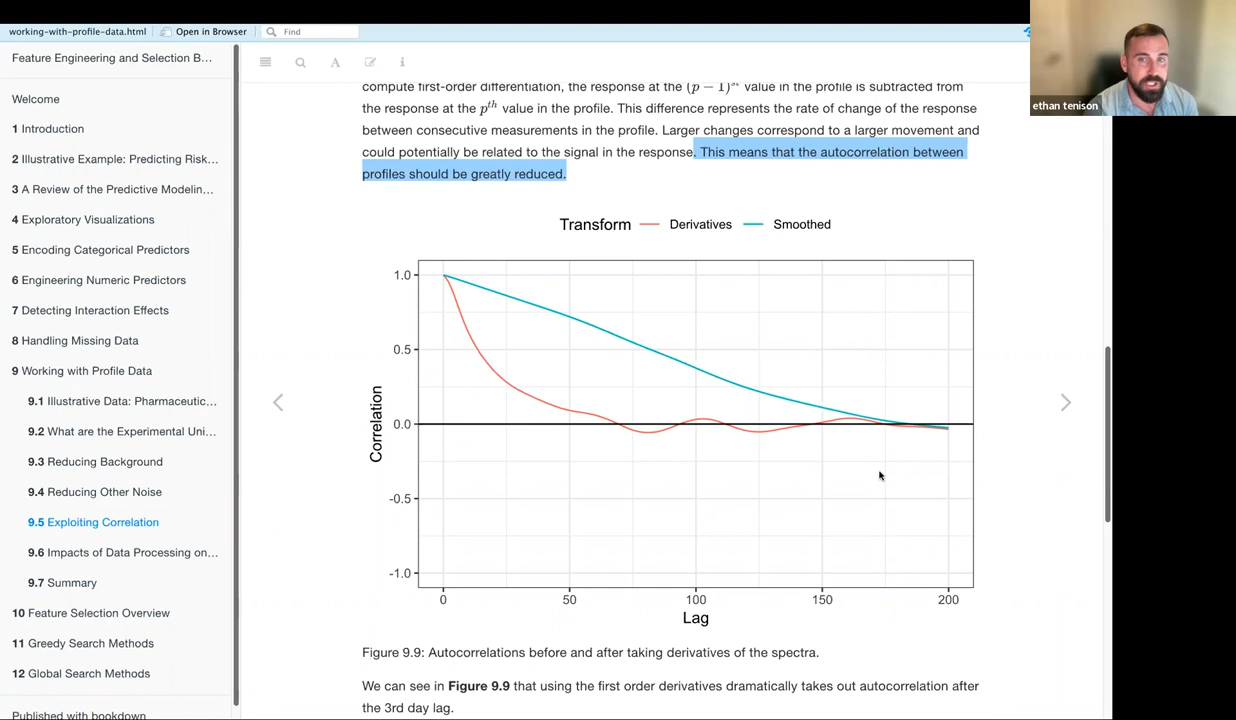 working-with-profile-data.html
Open in Browser
Find
Feature Engineering and Selection B...
Welcome
1 Introduction
2 Illustrative Example: Predicting Risk...
3 A Review of the Predictive Modelin...
4 Exploratory Visualizations
5 Encoding Categorical Predictors
6 Engineering Numeric Predictors
7 Detecting Interaction Effects
8 Handling Missing Data
9 Working with Profile Data
9.1 Illustrative Data: Pharmaceutic...
9.2 What are the Experimental Uni...
9.3 Reducing Background
9.4 Reducing Other Noise
9.5 Exploiting Correlation
9.6 Impacts of Data Processing on...
9.7 Summary
10 Feature Selection Overview
11 Greedy Search Methods
12 Global Search Methods
Published with bookdown
compute first-order differentiation, the response at the (p − 1)ˢᵗ value in the profile is subtracted from
the response at the pᵗʰ value in the profile. This difference represents the rate of change of the response
between consecutive measurements in the profile. Larger changes correspond to a larger movement and
could potentially be related to the signal in the response. This means that the autocorrelation between
profiles should be greatly reduced.
Transform Derivatives Smoothed
1.0
0.5
0.0
-0.5
-1.0
Correlation
0 50 100 150 200
Lag
Figure 9.9: Autocorrelations before and after taking derivatives of the spectra.
We can see in Figure 9.9 that using the first order derivatives dramatically takes out autocorrelation after
the 3rd day lag.
ethan tenison